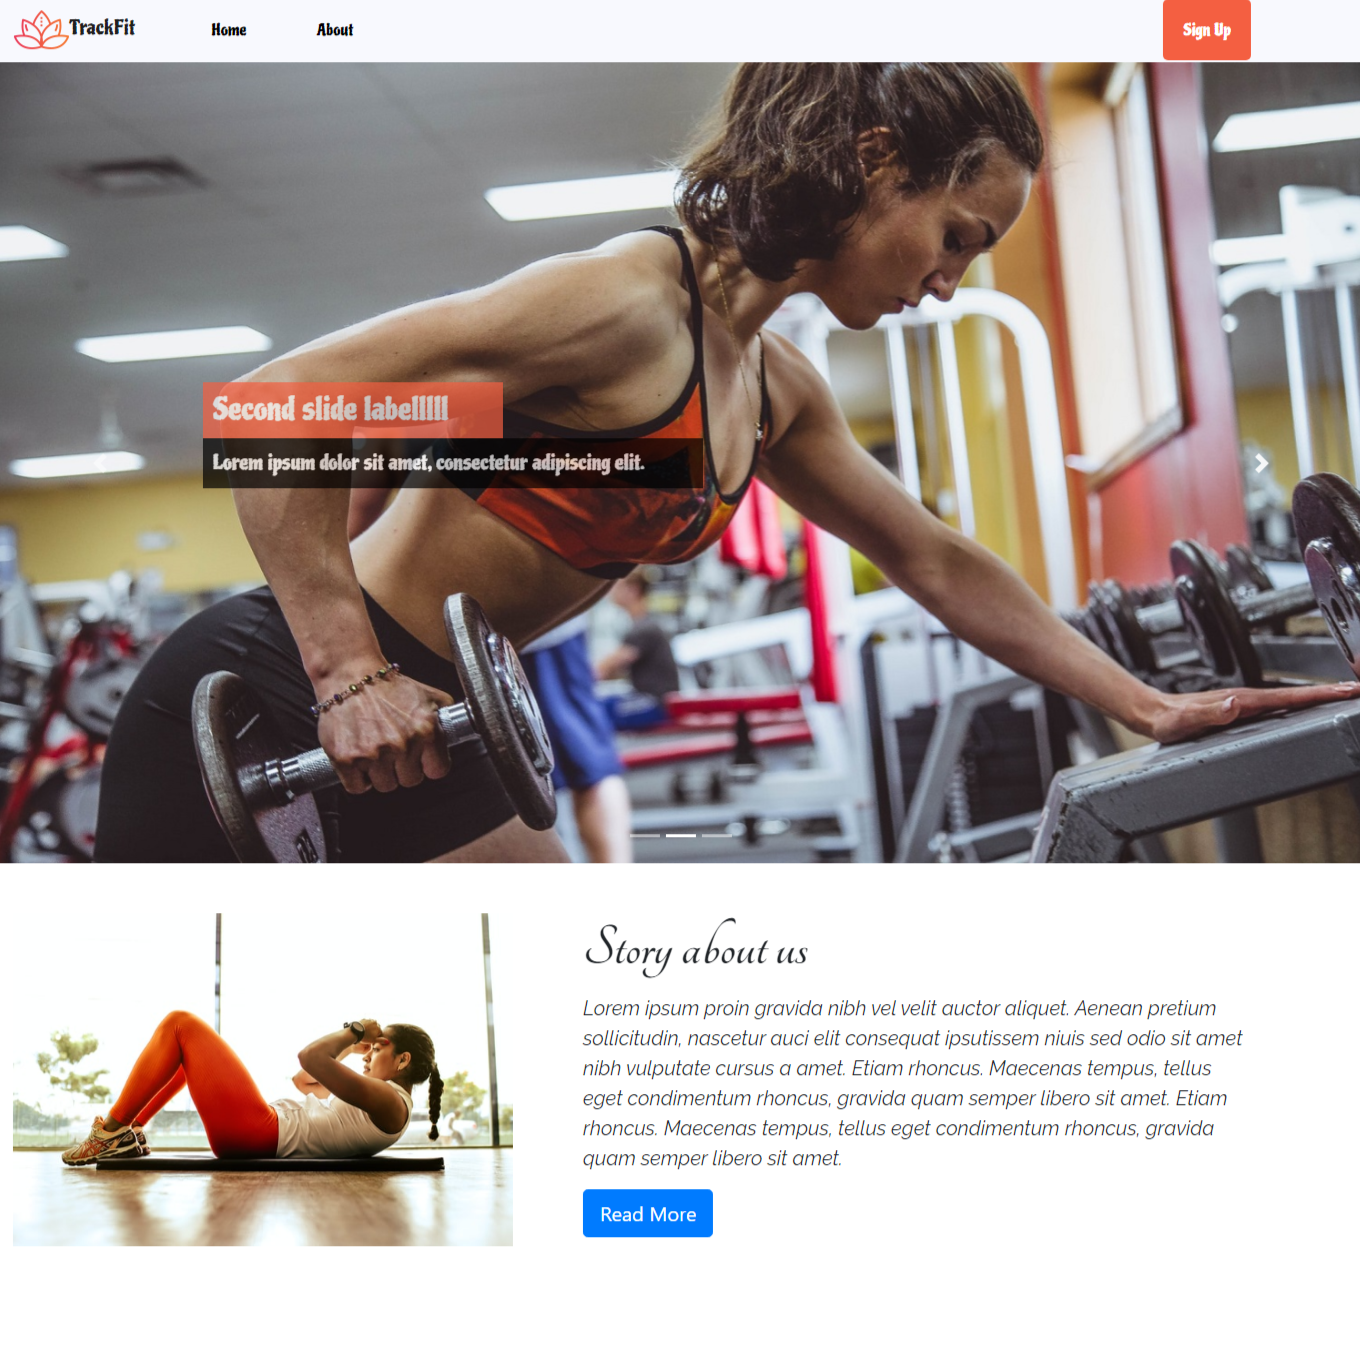 TrackFit
Home
About
Sign Up
Second slide labelllll
Lorem ipsum dolor sit amet, consectetur adipiscing elit.
Story about us
Lorem ipsum proin gravida nibh vel velit auctor aliquet. Aenean pretium
sollicitudin, nascetur auci elit consequat ipsutissem niuis sed odio sit amet
nibh vulputate cursus a amet. Etiam rhoncus. Maecenas tempus, tellus
eget condimentum rhoncus, gravida quam semper libero sit amet. Etiam
rhoncus. Maecenas tempus, tellus eget condimentum rhoncus, gravida
quam semper libero sit amet.
Read More